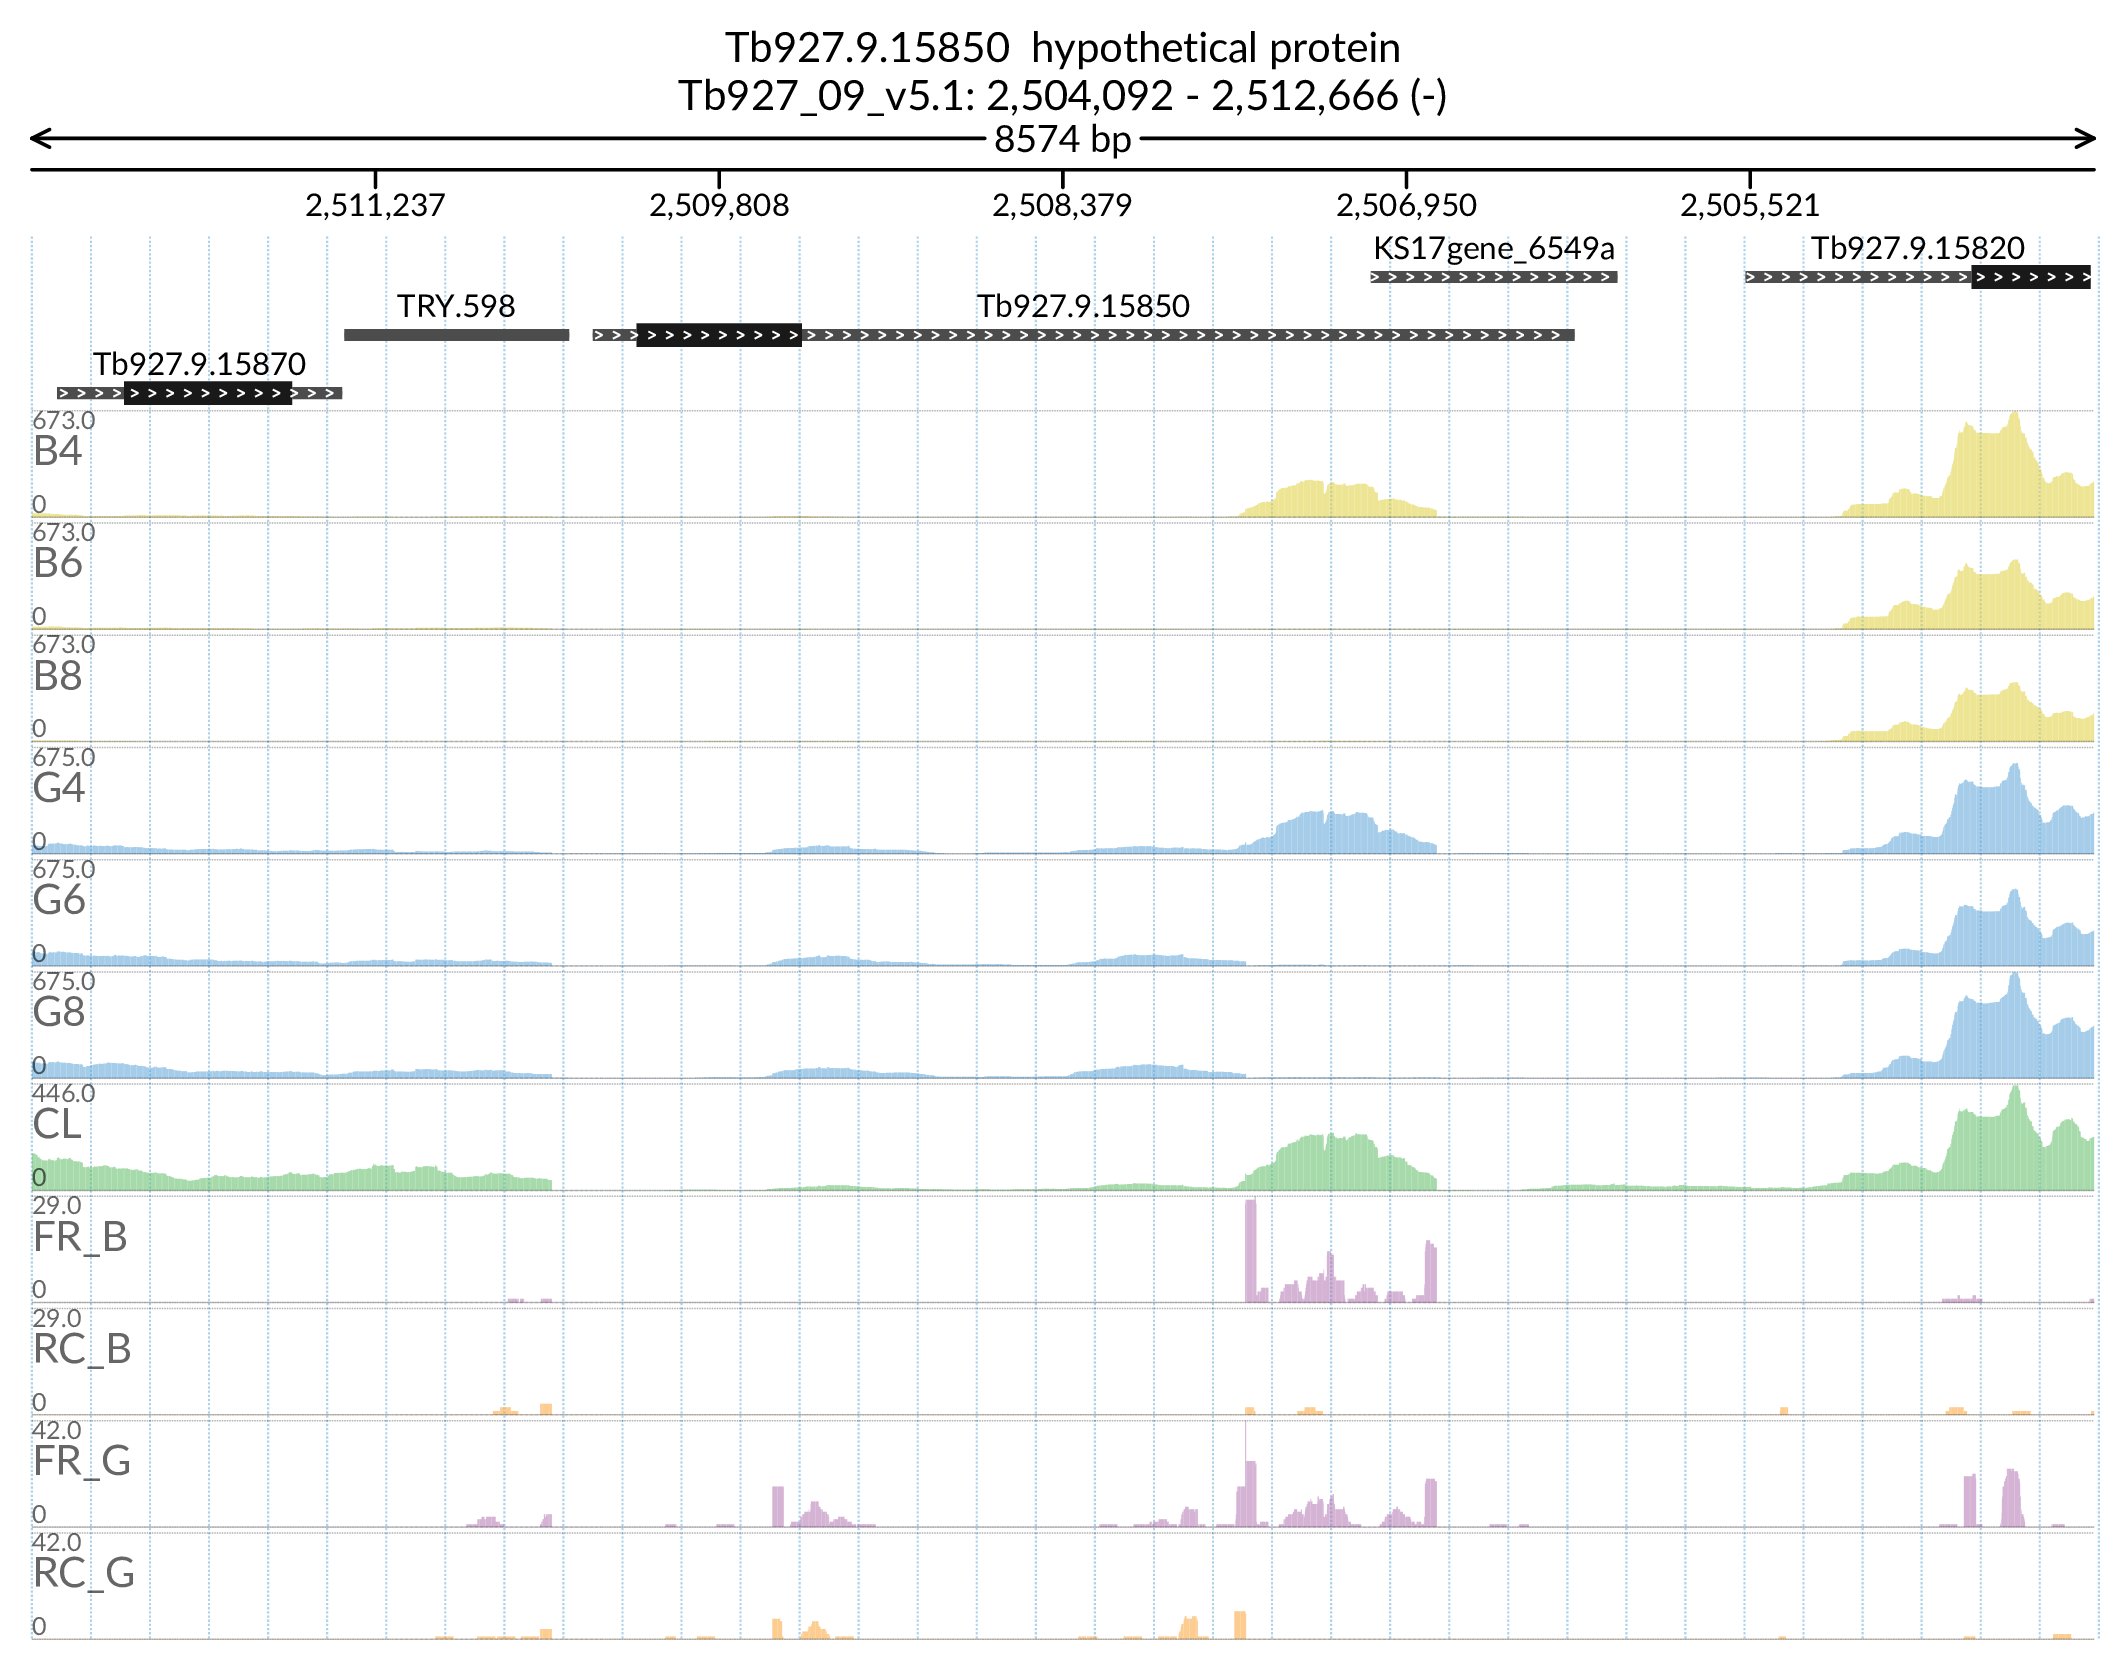 Tb927.9.15850 hypothetical protein
Tb927_09_v5.1: 2,504,092 - 2,512,666 (-)
8574 bp
2,511,237 2,509,808 2,508,379 2,506,950 2,505,521
KS17gene_6549a Tb927.9.15820
TRY.598 Tb927.9.15850
Tb927.9.15870
673.0
B4
0
673.0
B6
0
673.0
B8
0
675.0
G4
0
675.0
G6
0
675.0
G8
0
446.0
CL
0
29.0
FR_B
0
29.0
RC_B
0
42.0
FR_G
0
42.0
RC_G
0